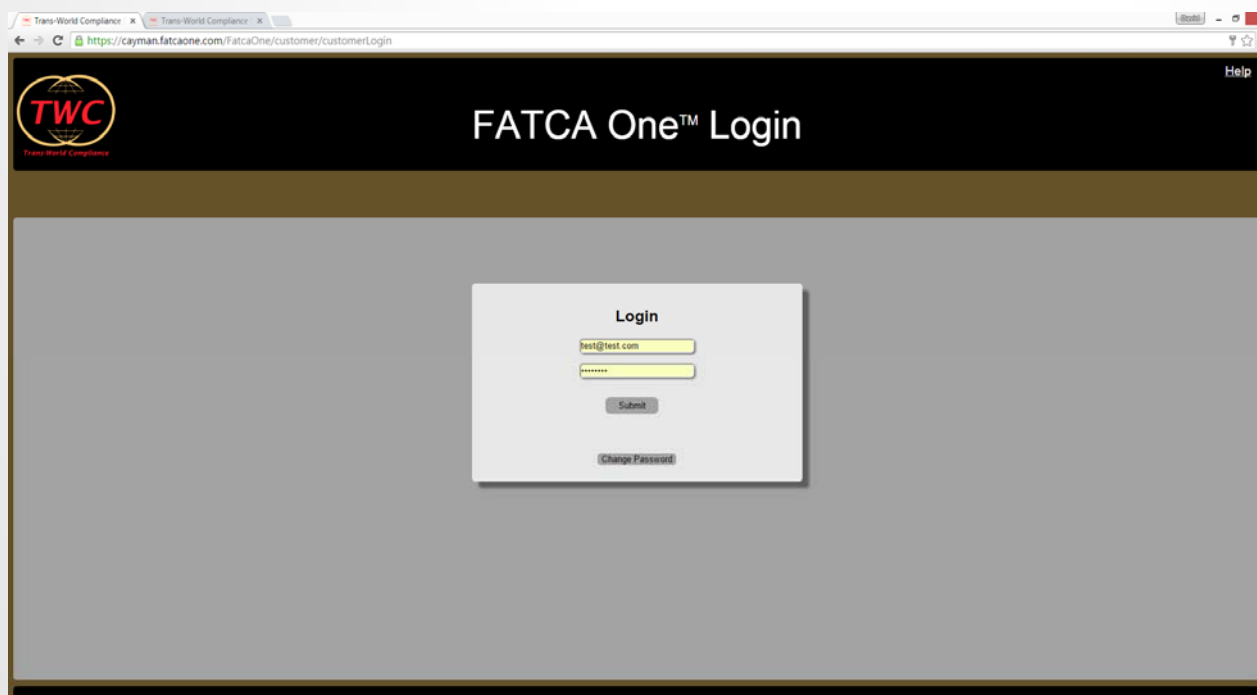 Trans-World Compliance
Trans-World Compliance
https://cayman.fatcaone.com/FatcaOne/customer/customerLogin
Help
TWC
Trans-World Compliance
FATCA One™ Login
Login
test@test.com
••••••••
Submit
Change Password